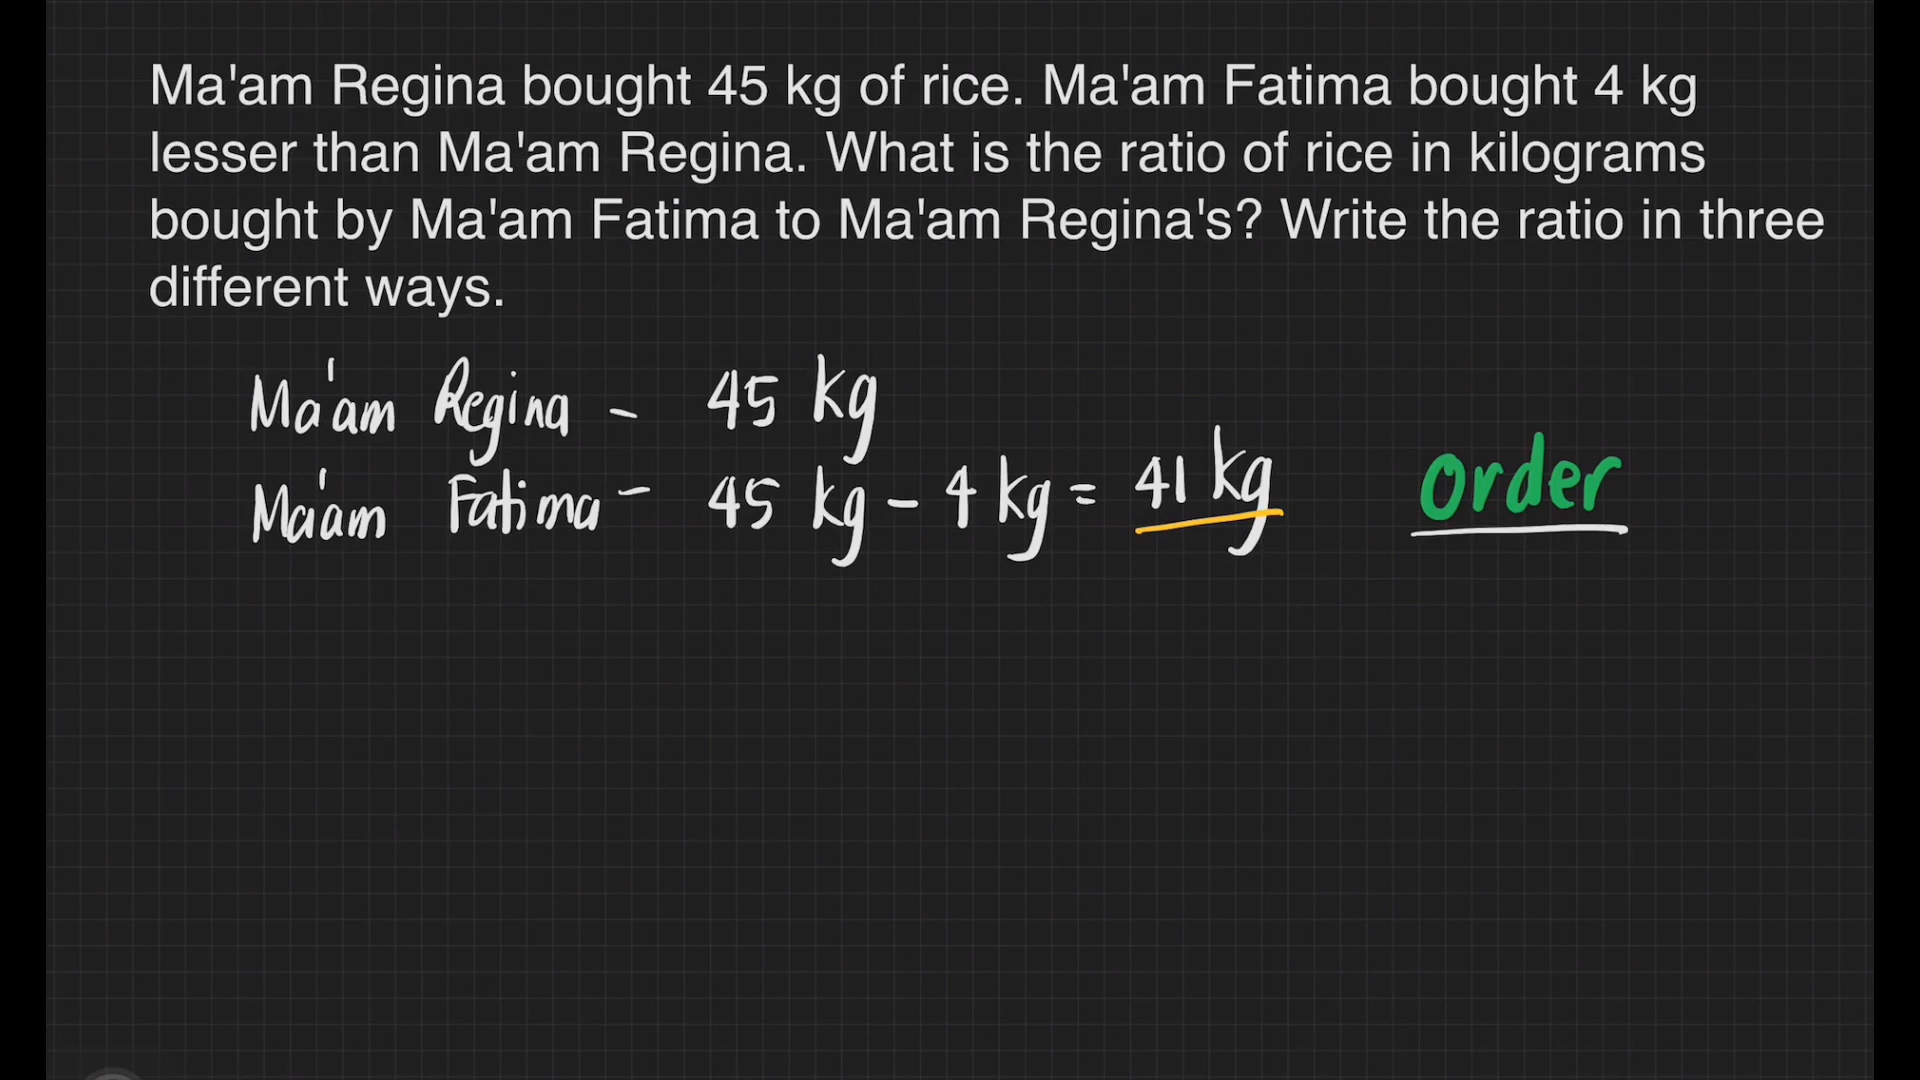 Ma'am Regina bought 45 kg of rice. Ma'am Fatima bought 4 kg
lesser than Ma'am Regina. What is the ratio of rice in kilograms
bought by Ma'am Fatima to Ma'am Regina's? Write the ratio in three
different ways.
Ma'am Regina - 45 kg
Ma'am Fatima - 45 kg - 4 kg = 41 kg
Order